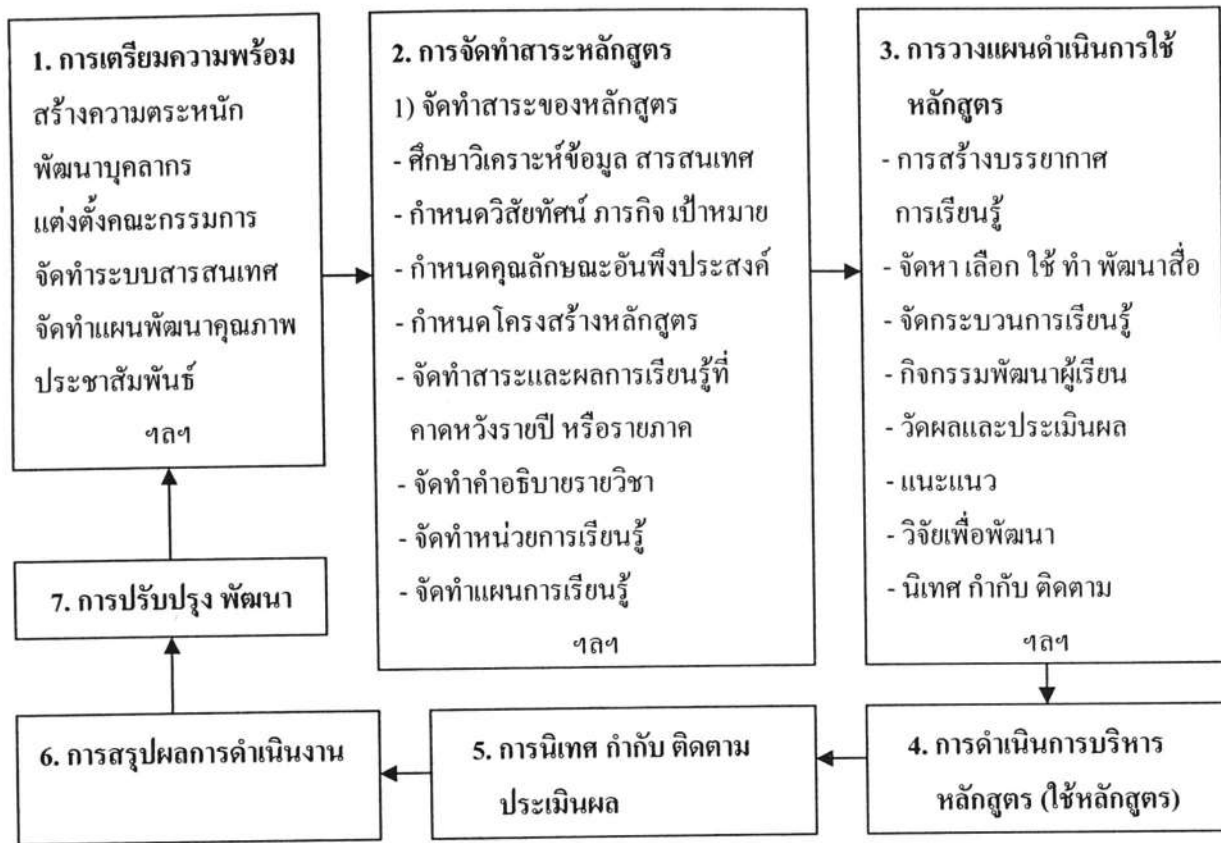 1. การเตรียมความพร้อม
สร้างความตระหนัก
พัฒนาบุคลากร
แต่งตั้งคณะกรรมการ
จัดทำระบบสารสนเทศ
จัดทำแผนพัฒนาคุณภาพ
ประชาสัมพันธ์
ฯลฯ
2. การจัดทำสาระหลักสูตร
1) จัดทำสาระของหลักสูตร
- ศึกษาวิเคราะห์ข้อมูล สารสนเทศ
- กำหนดวิสัยทัศน์ ภารกิจ เป้าหมาย
- กำหนดคุณลักษณะอันพึงประสงค์
- กำหนดโครงสร้างหลักสูตร
- จัดทำสาระและผลการเรียนรู้ที่
คาดหวังรายปี หรือรายภาค
- จัดทำคำอธิบายรายวิชา
- จัดทำหน่วยการเรียนรู้
- จัดทำแผนการเรียนรู้
ฯลฯ
3. การวางแผนดำเนินการใช้
หลักสูตร
- การสร้างบรรยากาศ
การเรียนรู้
- จัดหา เลือก ใช้ ทำ พัฒนาสื่อ
- จัดกระบวนการเรียนรู้
- กิจกรรมพัฒนาผู้เรียน
- วัดผลและประเมินผล
- แนะแนว
- วิจัยเพื่อพัฒนา
- นิเทศ กำกับ ติดตาม
ฯลฯ
4. การดำเนินการบริหาร
หลักสูตร (ใช้หลักสูตร)
5. การนิเทศ กำกับ ติดตาม
ประเมินผล
6. การสรุปผลการดำเนินงาน
7. การปรับปรุง พัฒนา